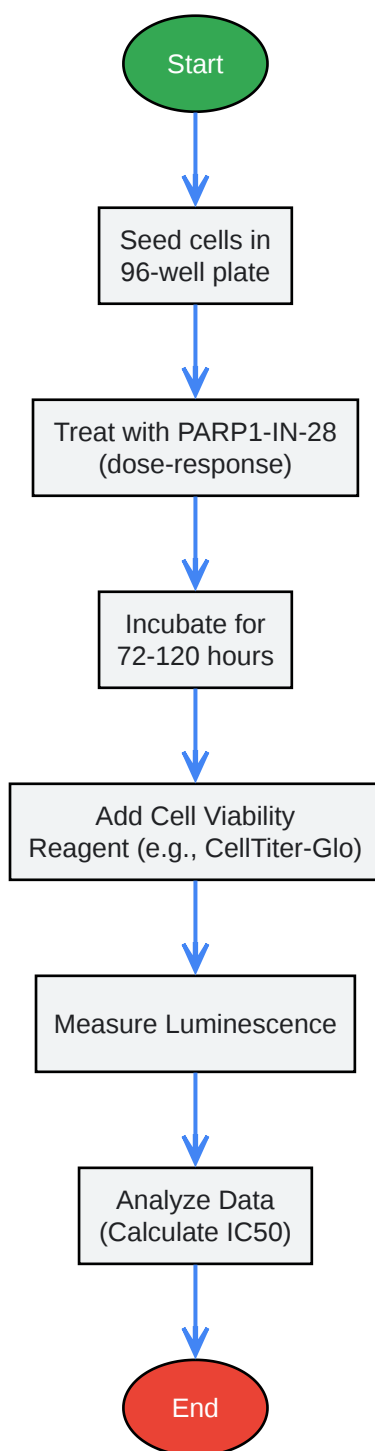 Start
Seed cells in
96-well plate
Treat with PARP1-IN-28
(dose-response)
Incubate for
72-120 hours
Add Cell Viability
Reagent (e.g., CellTiter-Glo)
Measure Luminescence
Analyze Data
(Calculate IC50)
End